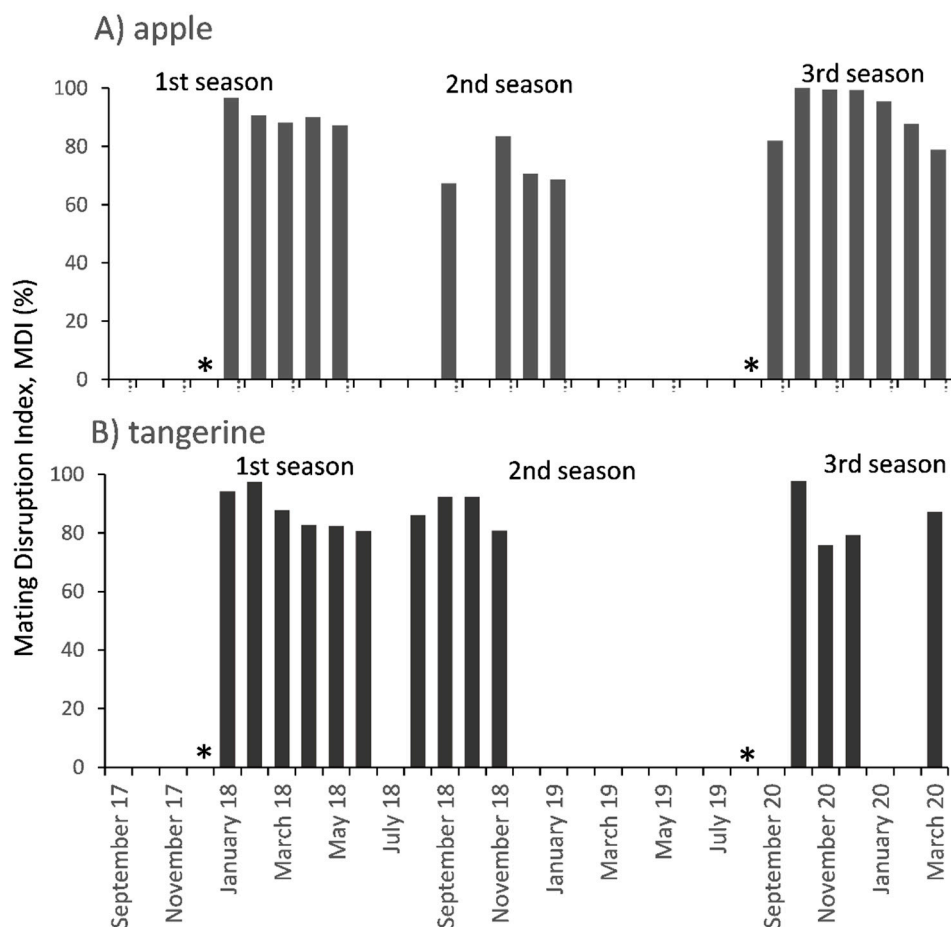 A) apple
1st season
2nd season
3rd season
Mating Disruption Index, MDI (%)
100
80
60
40
20
0
*
*
B) tangerine
1st season
2nd season
3rd season
100
80
60
40
20
0
*
*
September 17
November 17
January 18
March 18
May 18
July 18
September 18
November 18
January 19
March 19
May 19
July 19
September 20
November 20
January 20
March 20